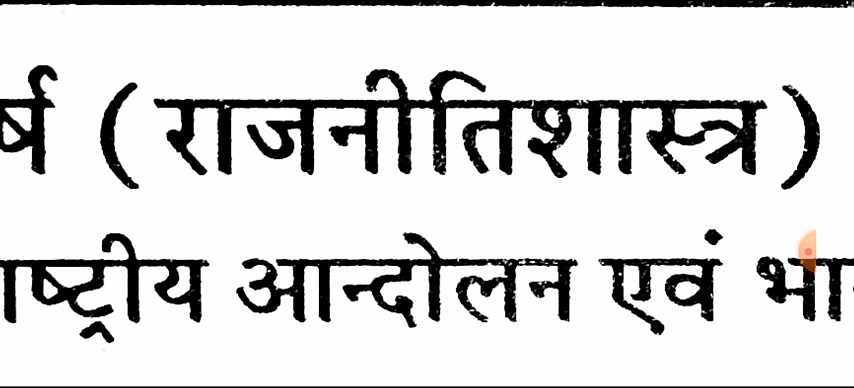 र्ष ( राजनीतिशास्त्र )
ाष्ट्रीय आन्दोलन एवं भा